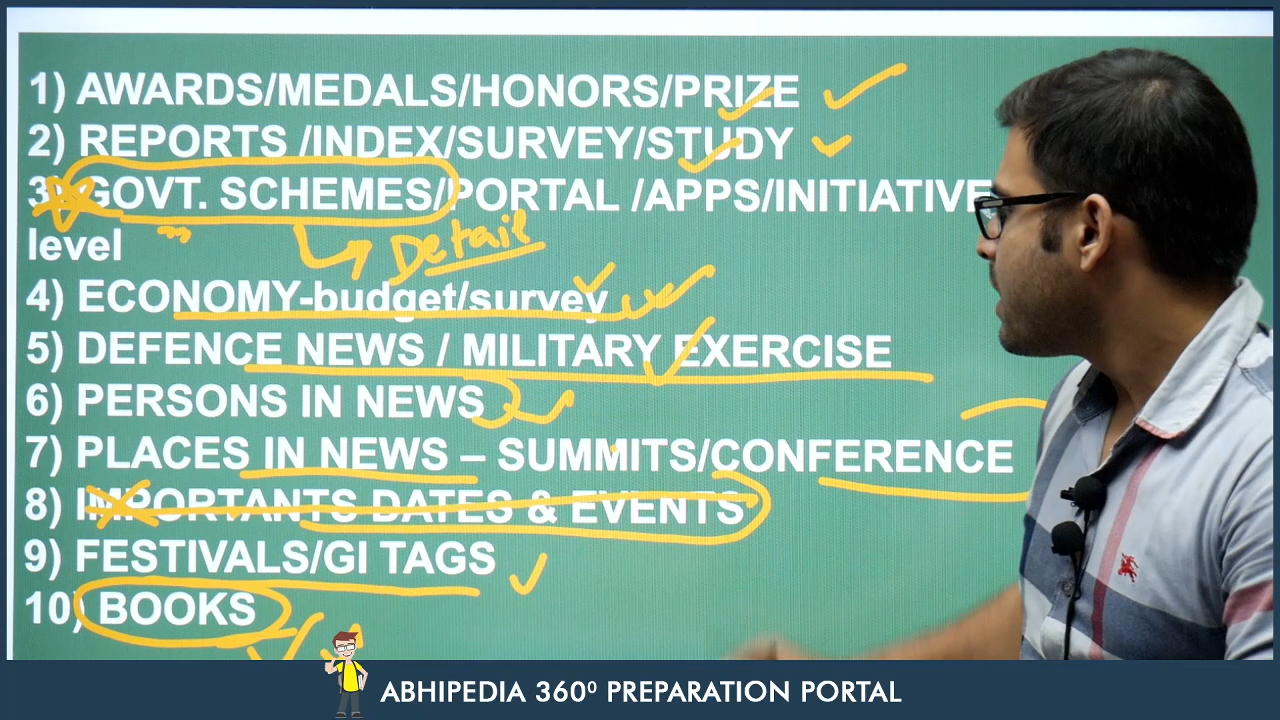 1) AWARDS/MEDALS/HONORS/PRIZE
2) REPORTS /INDEX/SURVEY/STUDY
3) GOVT. SCHEMES/PORTAL /APPS/INITIATIVE
level
Detail
4) ECONOMY-budget/survey
5) DEFENCE NEWS / MILITARY EXERCISE
6) PERSONS IN NEWS
7) PLACES IN NEWS – SUMMITS/CONFERENCE
8) IMPORTANTS DATES & EVENTS
9) FESTIVALS/GI TAGS
10) BOOKS
ABHIPEDIA 360⁰ PREPARATION PORTAL